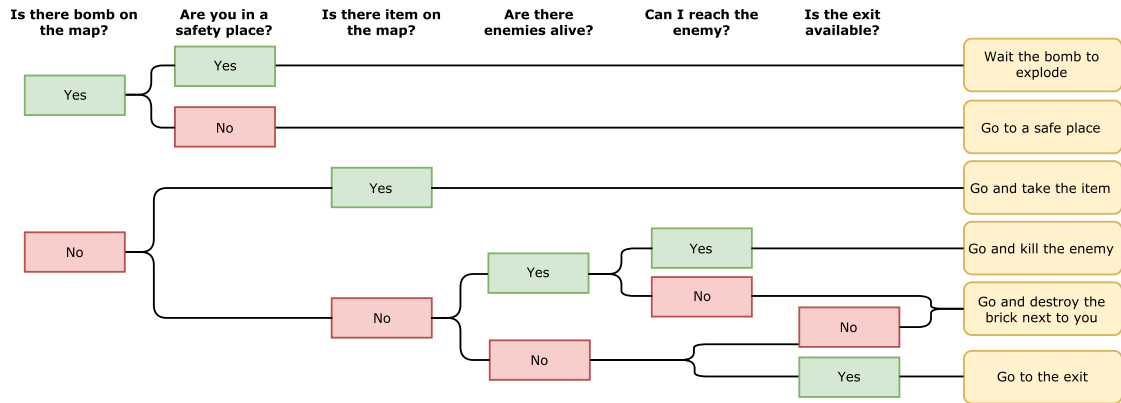 Is there bomb on
the map?
Are you in a
safety place?
Is there item on
the map?
Are there
enemies alive?
Can I reach the
enemy?
Is the exit
available?
Yes
Yes
Wait the bomb to
explode
No
Go to a safe place
No
Yes
Go and take the item
No
Yes
Yes
Go and kill the enemy
No
Go and destroy the
brick next to you
No
No
Yes
Go to the exit